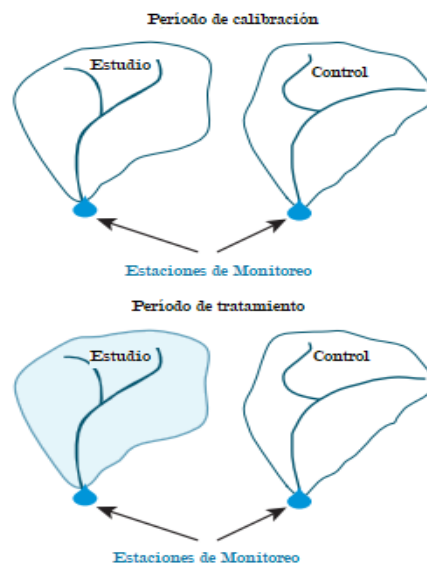 Período de calibración
Estudio
Control
Estaciones de Monitoreo
Período de tratamiento
Estudio
Control
Estaciones de Monitoreo